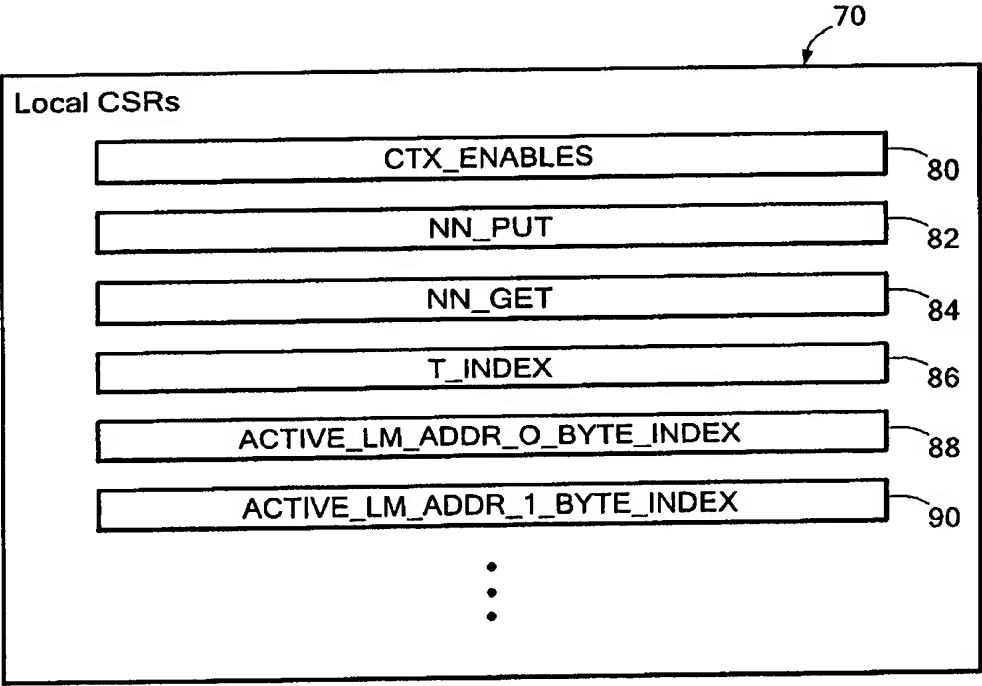 70
Local CSRs
CTX_ENABLES
80
NN_PUT
82
NN_GET
84
T_INDEX
86
ACTIVE_LM_ADDR_O_BYTE_INDEX
88
ACTIVE_LM_ADDR_1_BYTE_INDEX
90